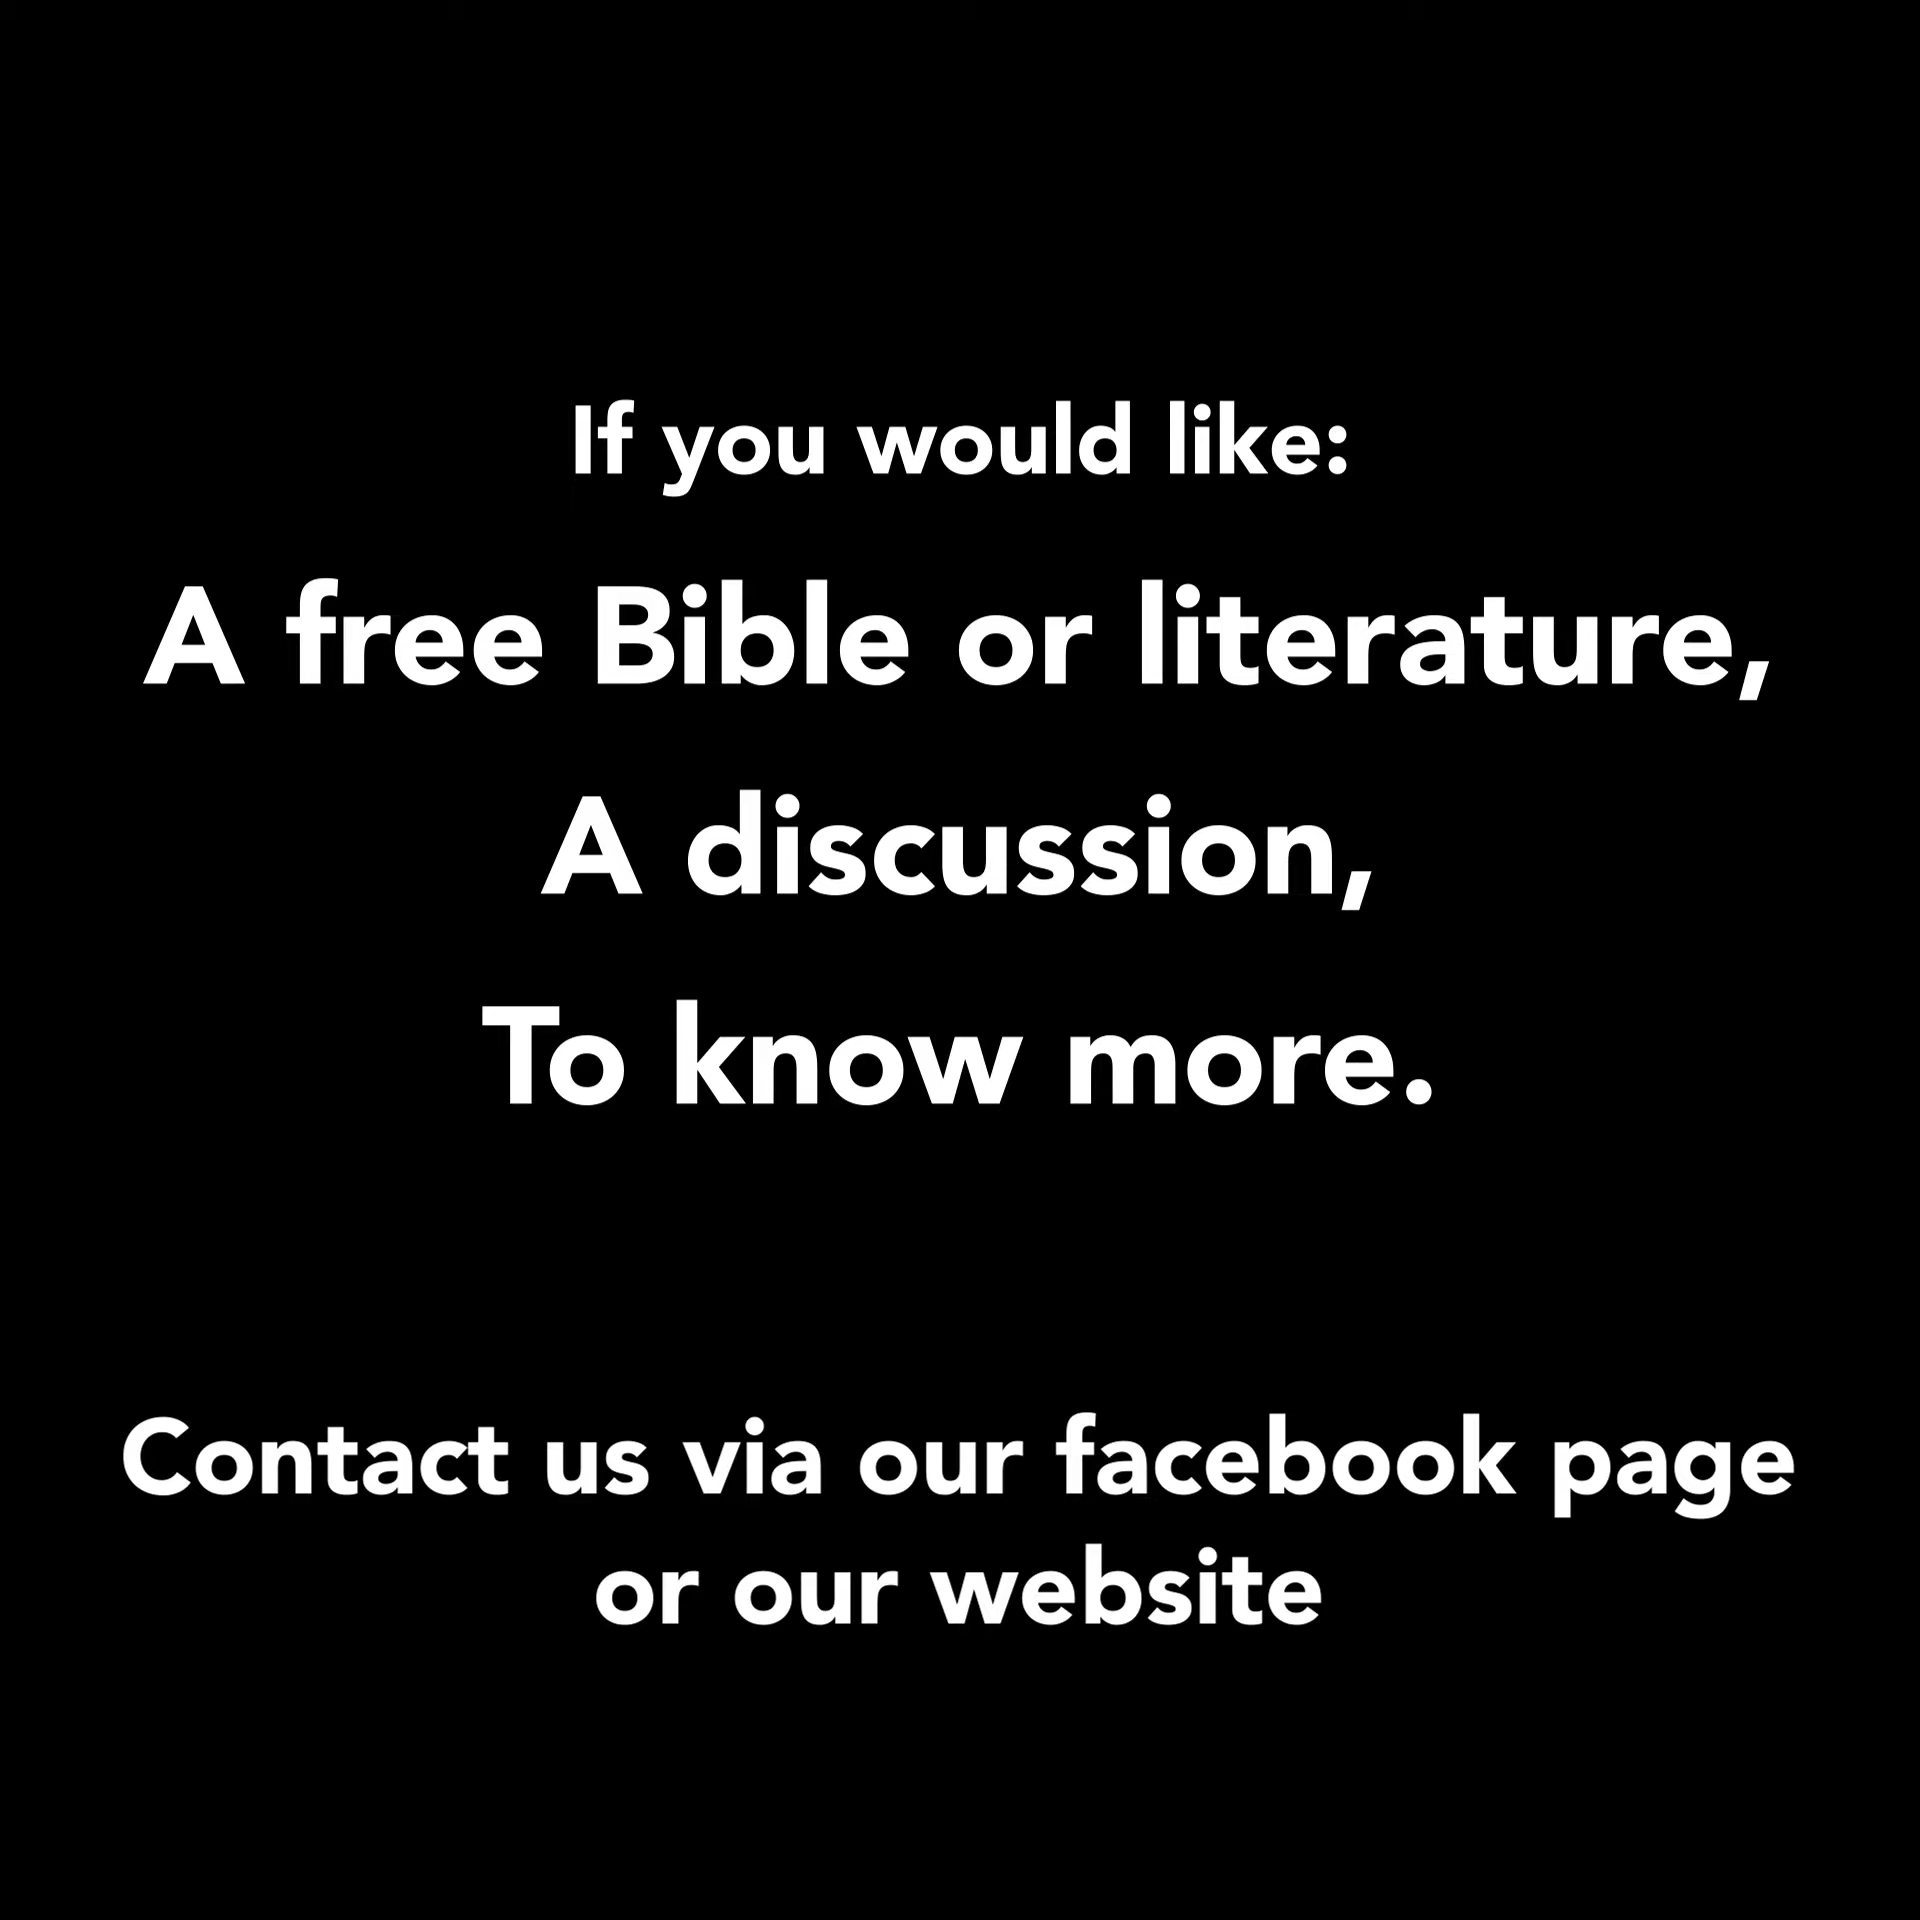 If you would like:
A free Bible or literature,
A discussion,
To know more.
Contact us via our facebook page
or our website